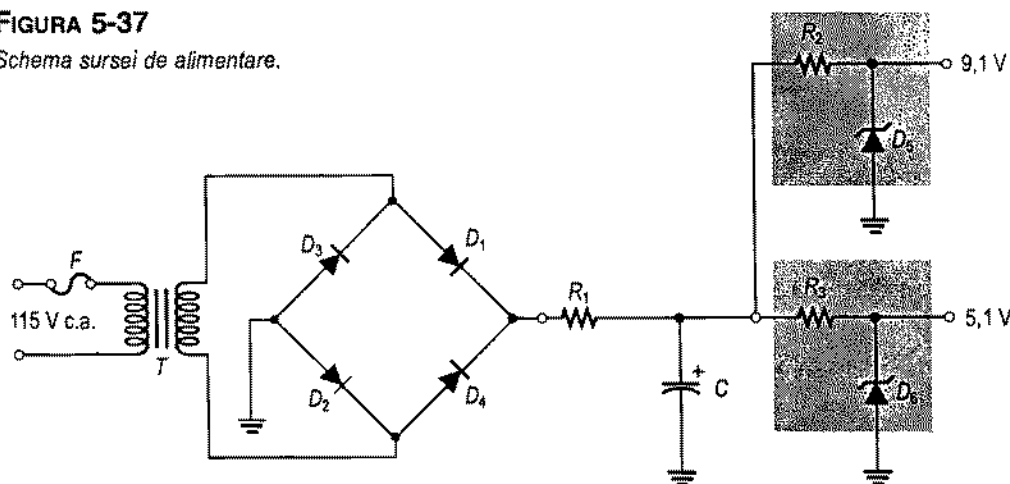 FIGURA 5-37
Schema sursei de alimentare.
R2
9,1 V
D5
F
D3
D1
R1
R3
115 V c.a.
5,1 V
T
D2
D4
+
C
D6